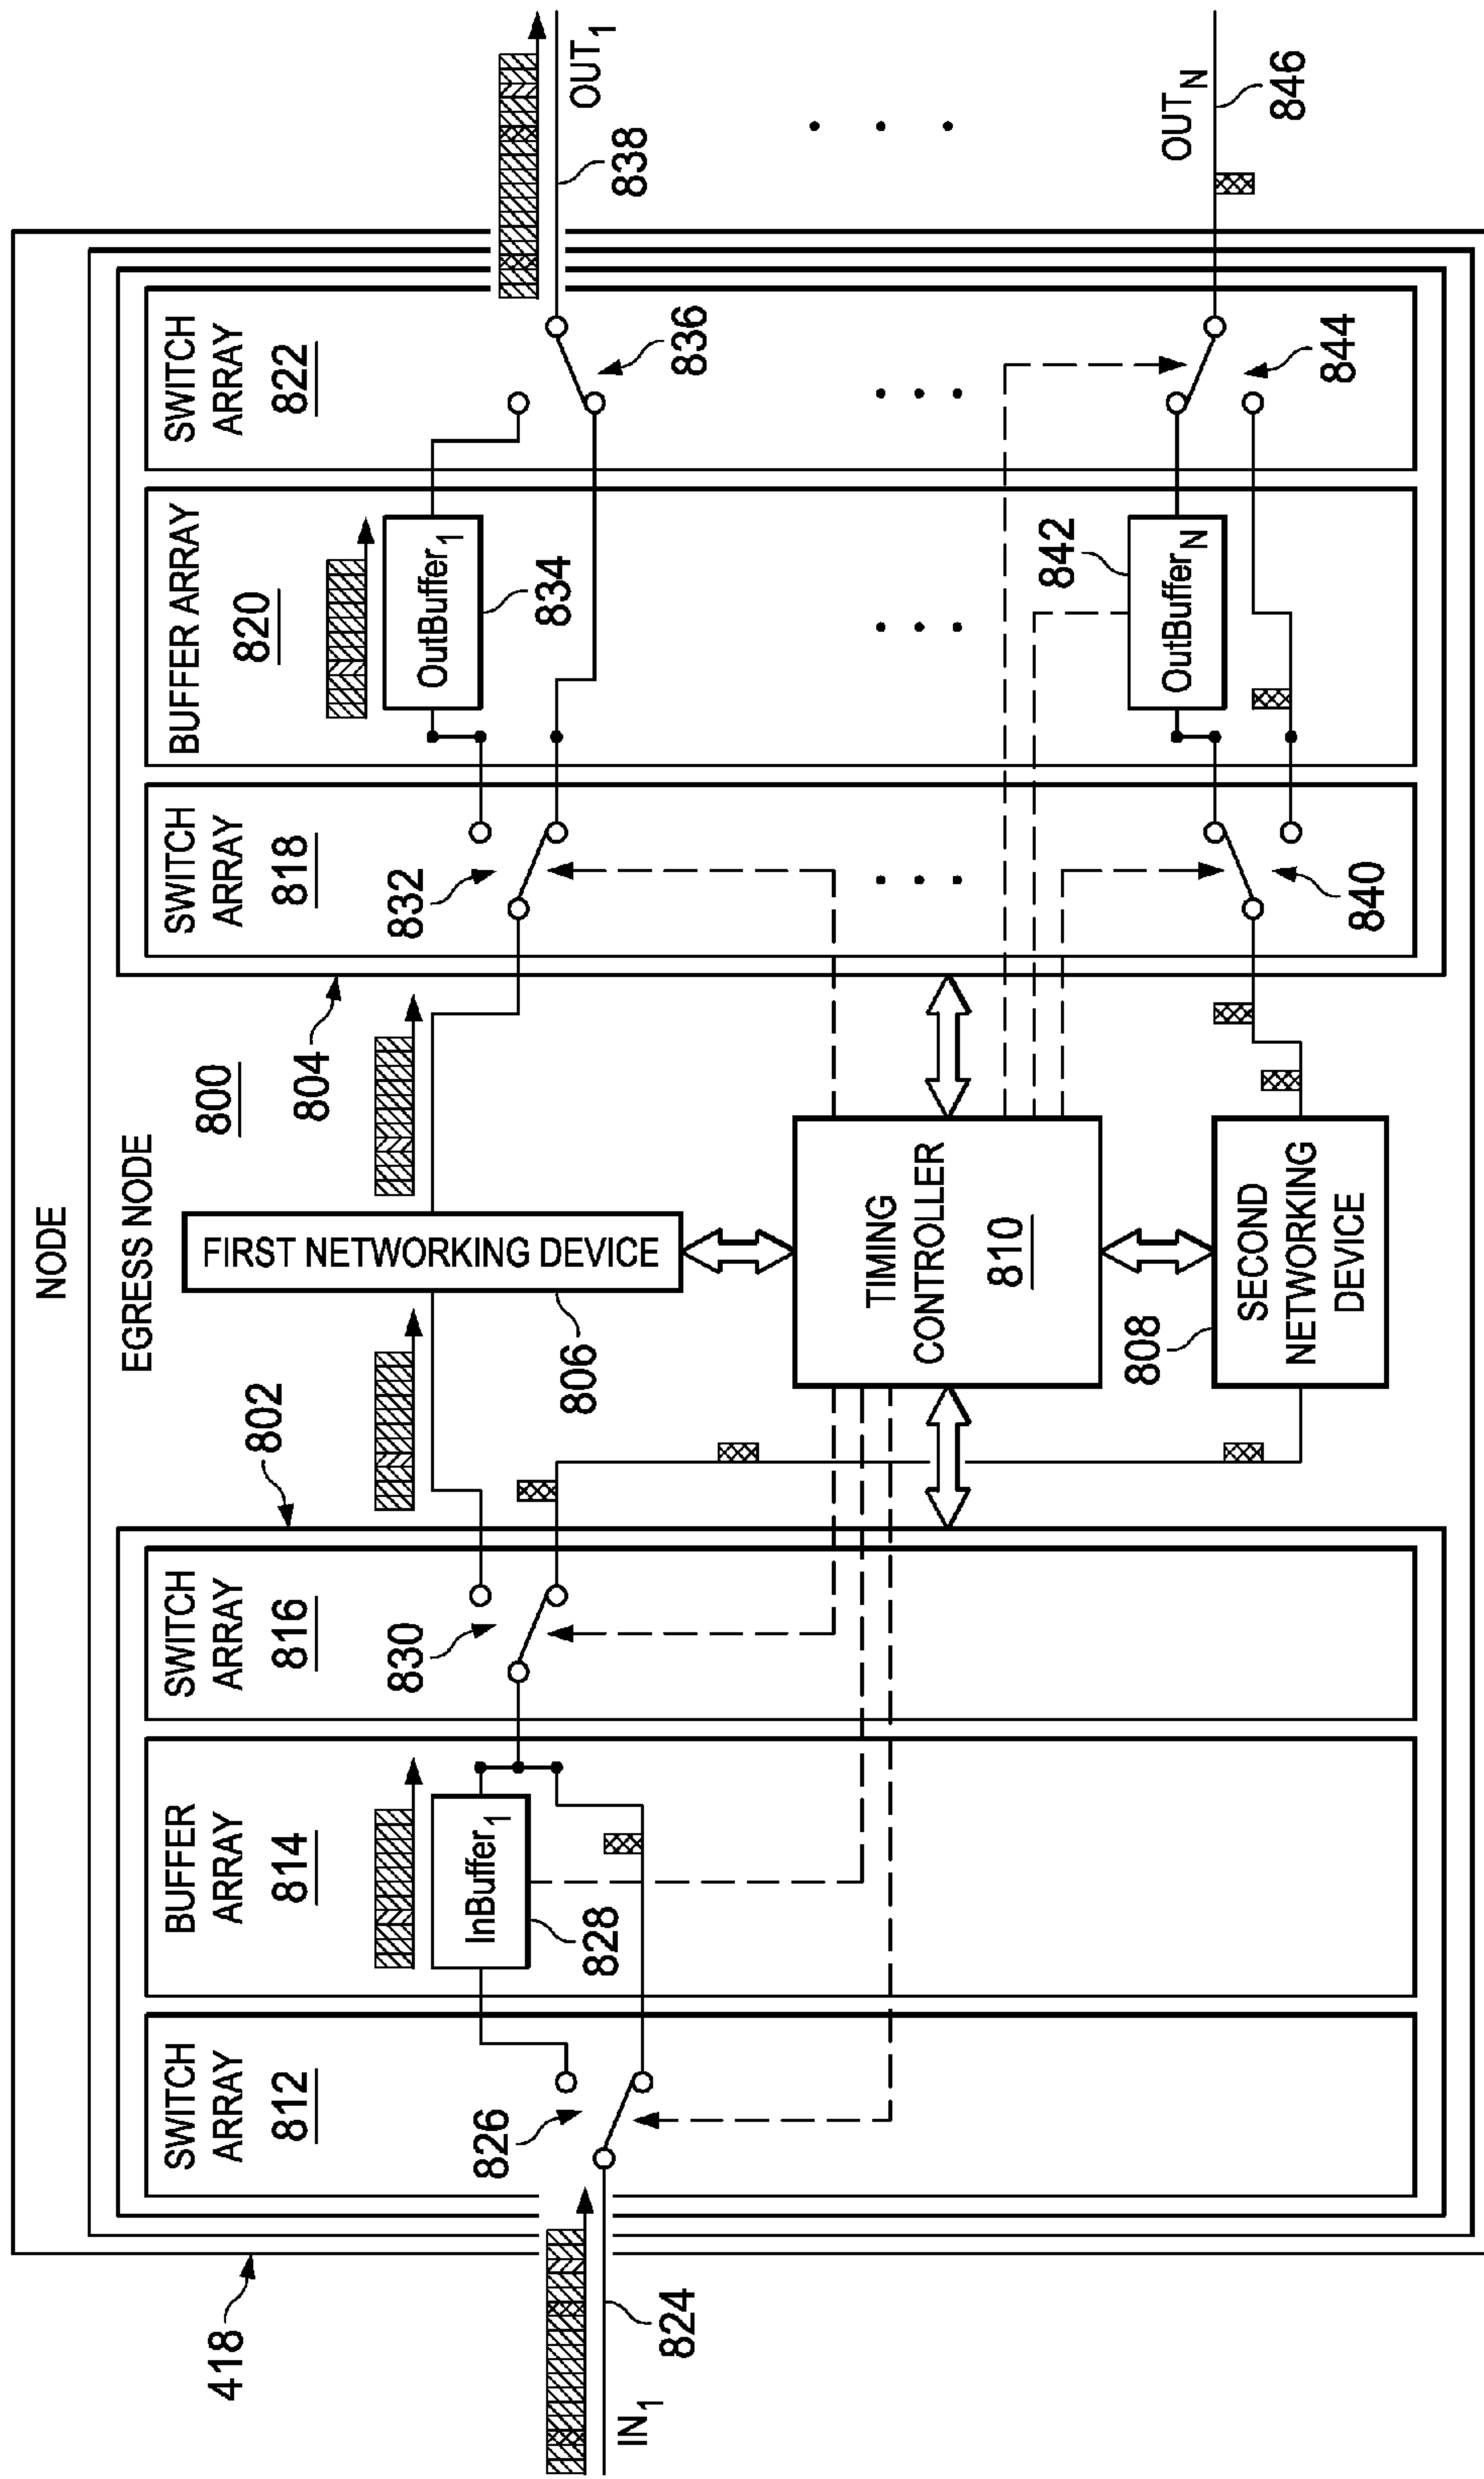 NODE
EGRESS NODE
800
418
802
804
SWITCH
ARRAY
812
BUFFER
ARRAY
814
SWITCH
ARRAY
816
FIRST NETWORKING DEVICE
806
SWITCH
ARRAY
818
BUFFER ARRAY
820
SWITCH
ARRAY
822
IN1
824
826
InBuffer1
828
830
TIMING
CONTROLLER
810
SECOND
NETWORKING
DEVICE
808
832
OutBuffer1
834
836
OUT1
838
840
OutBufferN
842
844
OUTN
846